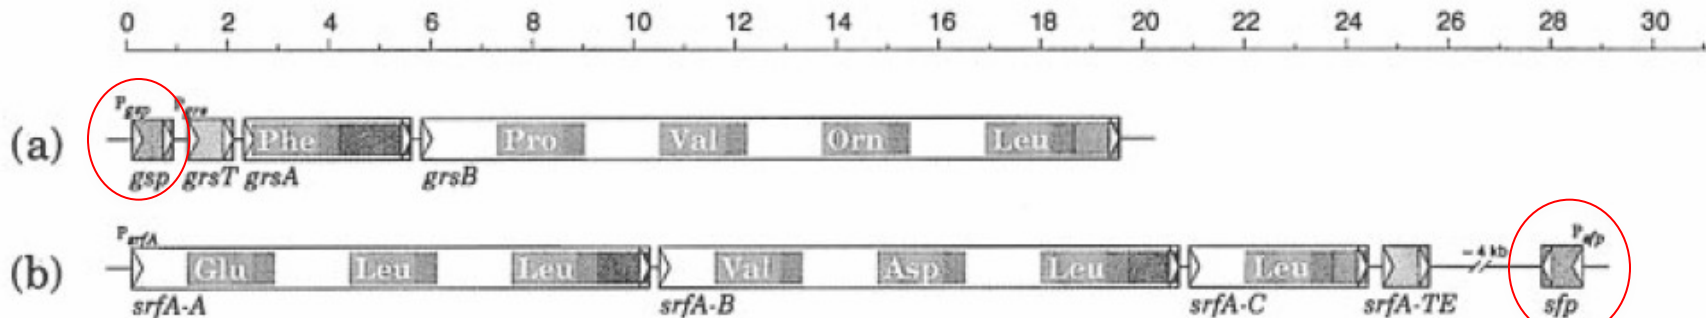 0 2 4 6 8 10 12 14 16 18 20 22 24 26 28 30
Pgsp Pgrs
(a) Phe Pro Val Orn Leu
gsp grsT grsA grsB
PsrfA Psfp
(b) Glu Leu Leu Val Asp Leu Leu ~4 kb
srfA-A srfA-B srfA-C srfA-TE sfp